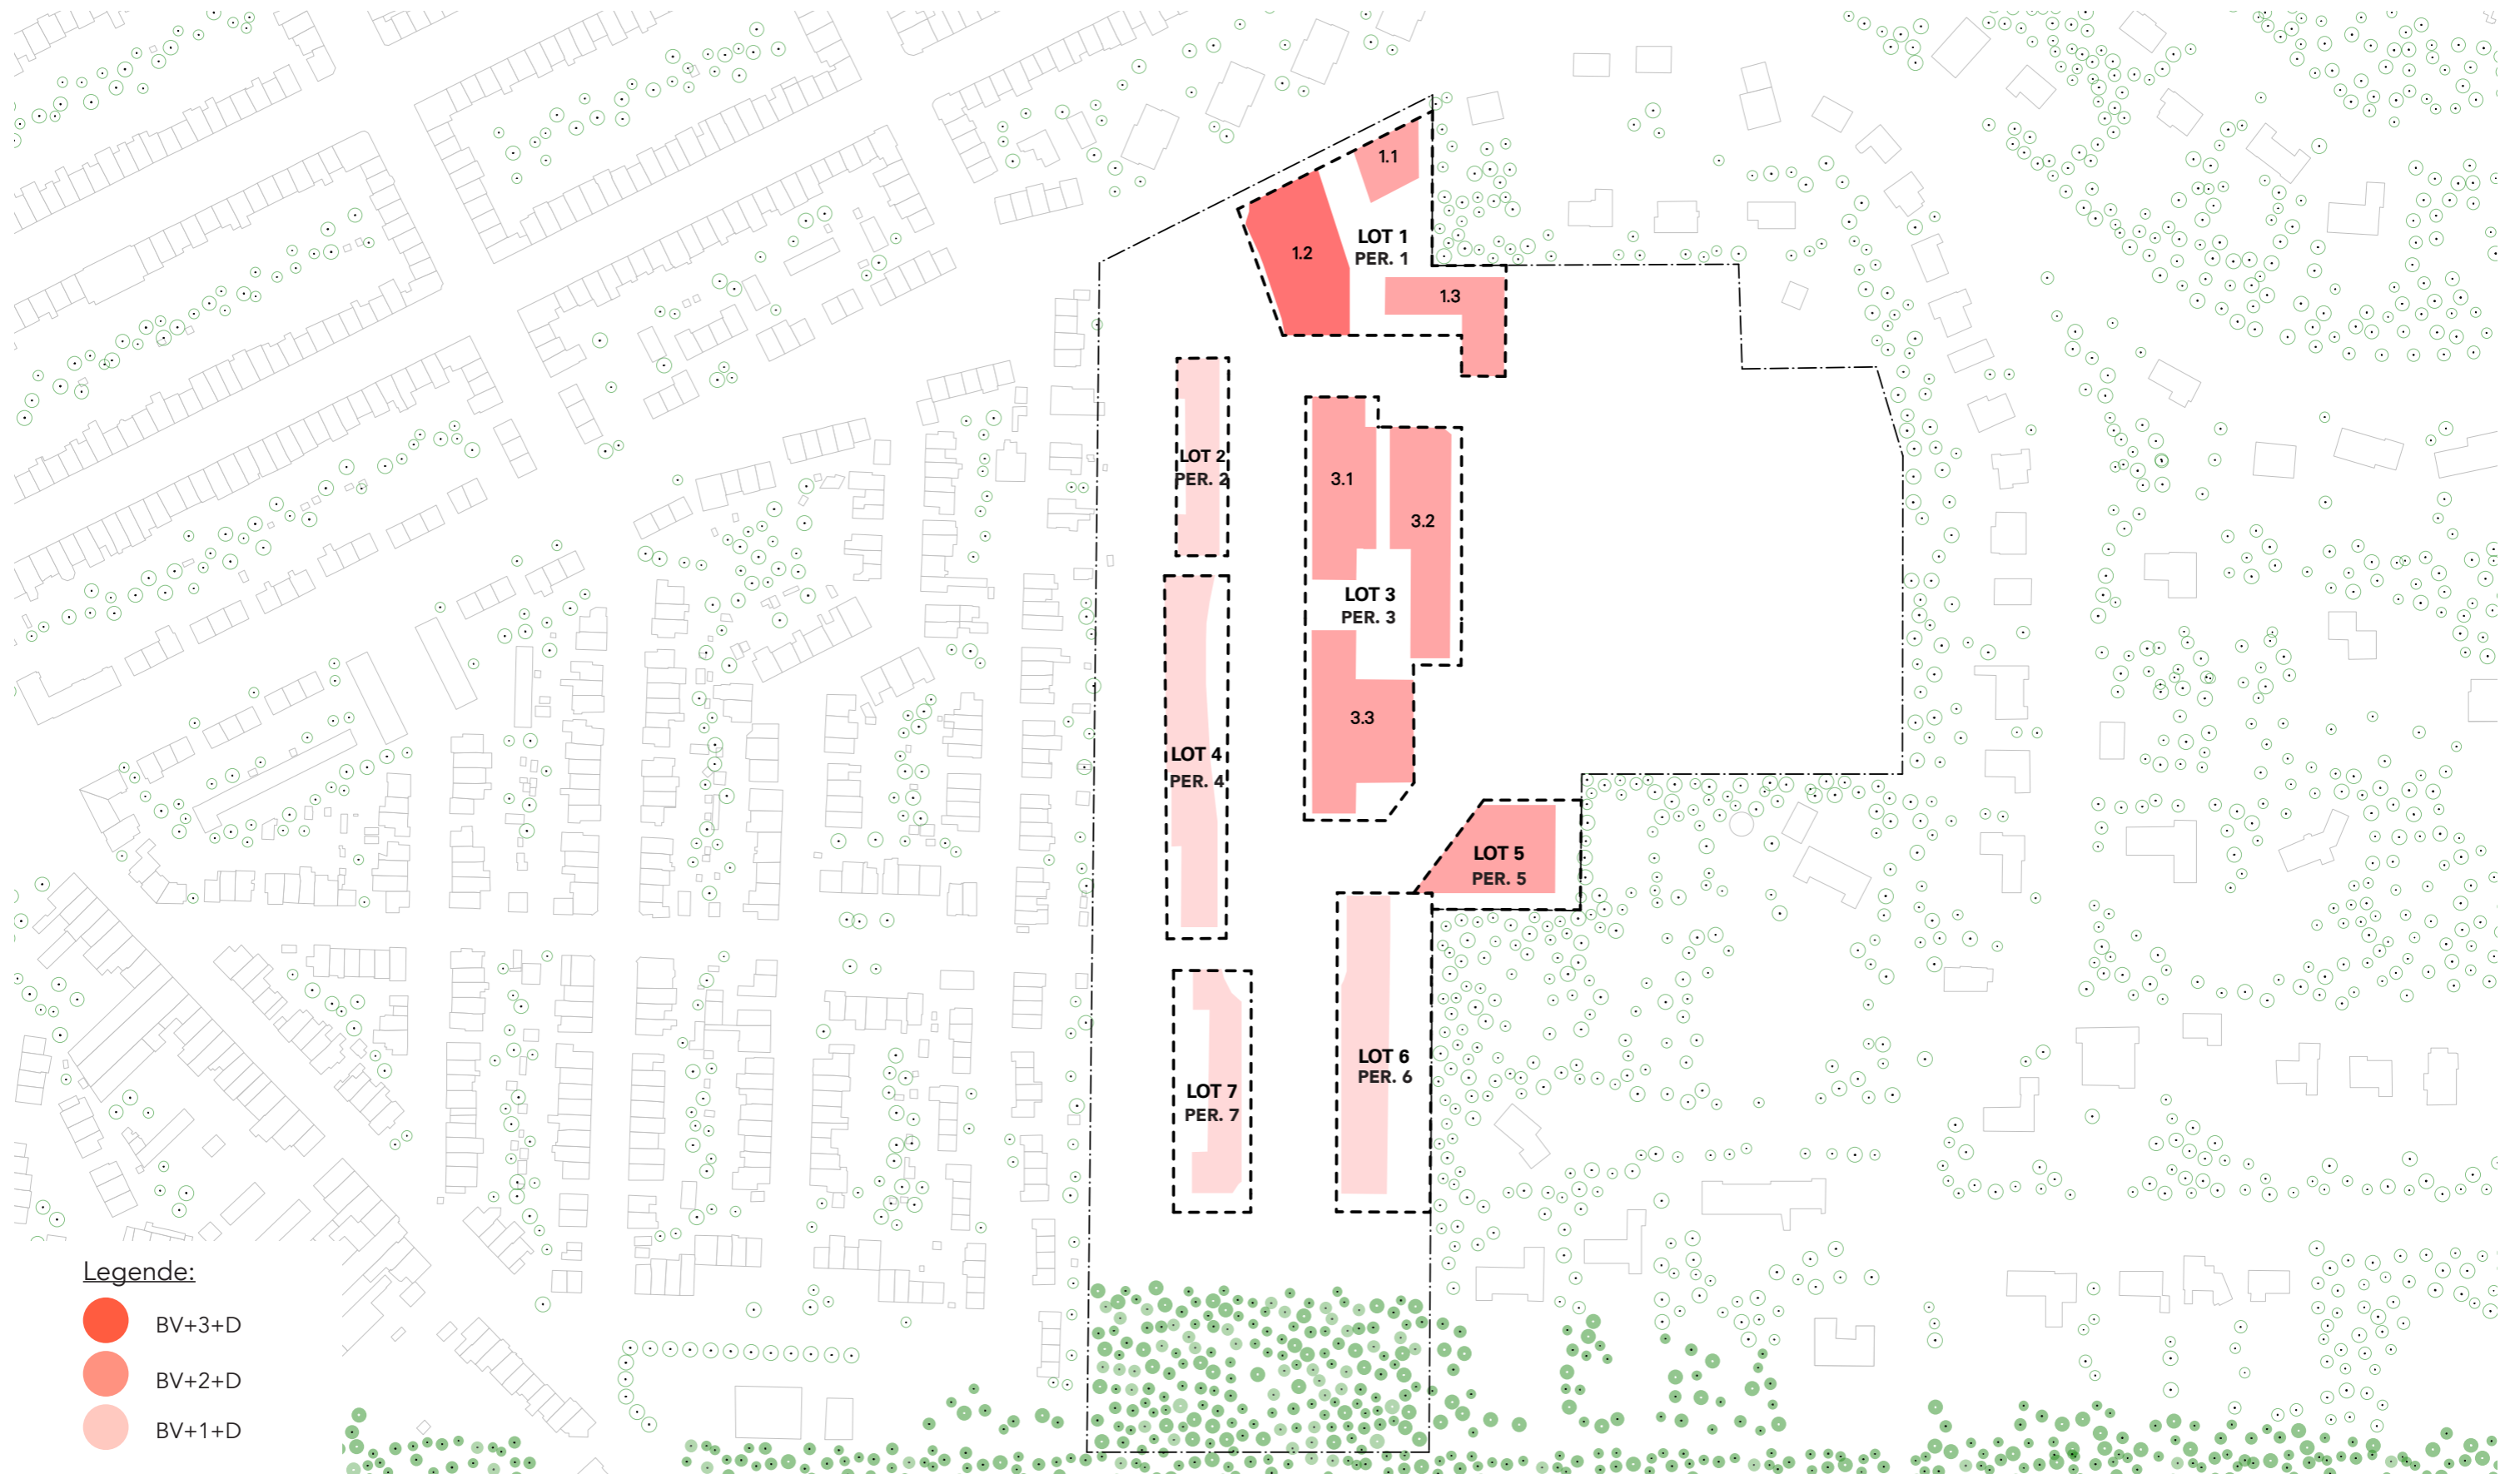 1.1
1.2
LOT 1
PER. 1
1.3
LOT 2
PER. 2
3.1
3.2
LOT 3
PER. 3
3.3
LOT 4
PER. 4
LOT 5
PER. 5
LOT 6
PER. 6
LOT 7
PER. 7
Legende:
BV+3+D
BV+2+D
BV+1+D